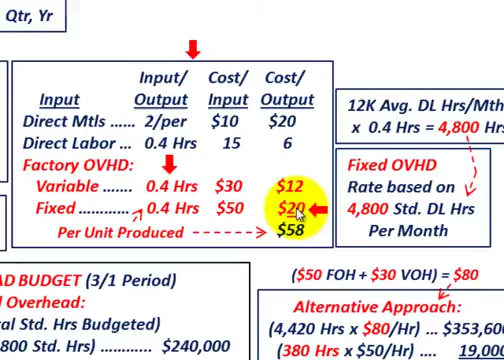 Qtr, Yr
Input/ Cost/ Cost/
Input Output Input Output
Direct Mtls ...... 2/per $10 $20
Direct Labor .. 0.4 Hrs 15 6
Factory OVHD:
Variable ....... 0.4 Hrs $30 $12
Fixed ............ 0.4 Hrs $50 $20
Per Unit Produced $58
12K Avg. DL Hrs/Mth
x 0.4 Hrs = 4,800 Hrs
Fixed OVHD
Rate based on
4,800 Std. DL Hrs
Per Month
BUDGET (3/1 Period)
Overhead:
Std. Hrs Budgeted)
800 Std. Hrs) ............ $240,000
($50 FOH + $30 VOH) = $80
Alternative Approach:
(4,420 Hrs x $80/Hr) ... $353,600
(380 Hrs x $50/Hr) .... 19,000